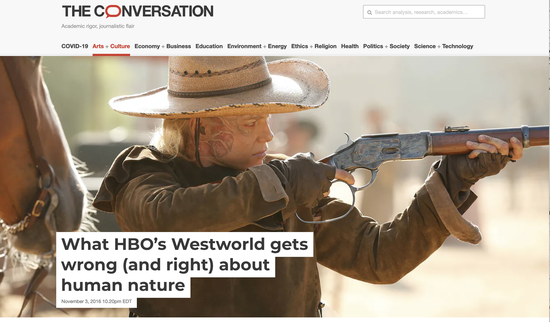 THE CONVERSATION
Academic rigor, journalistic flair
Search analysis, research, academics...
COVID-19 Arts + Culture Economy + Business Education Environment + Energy Ethics + Religion Health Politics + Society Science + Technology
What HBO's Westworld gets
wrong (and right) about
human nature
November 3, 2016 10.20pm EDT